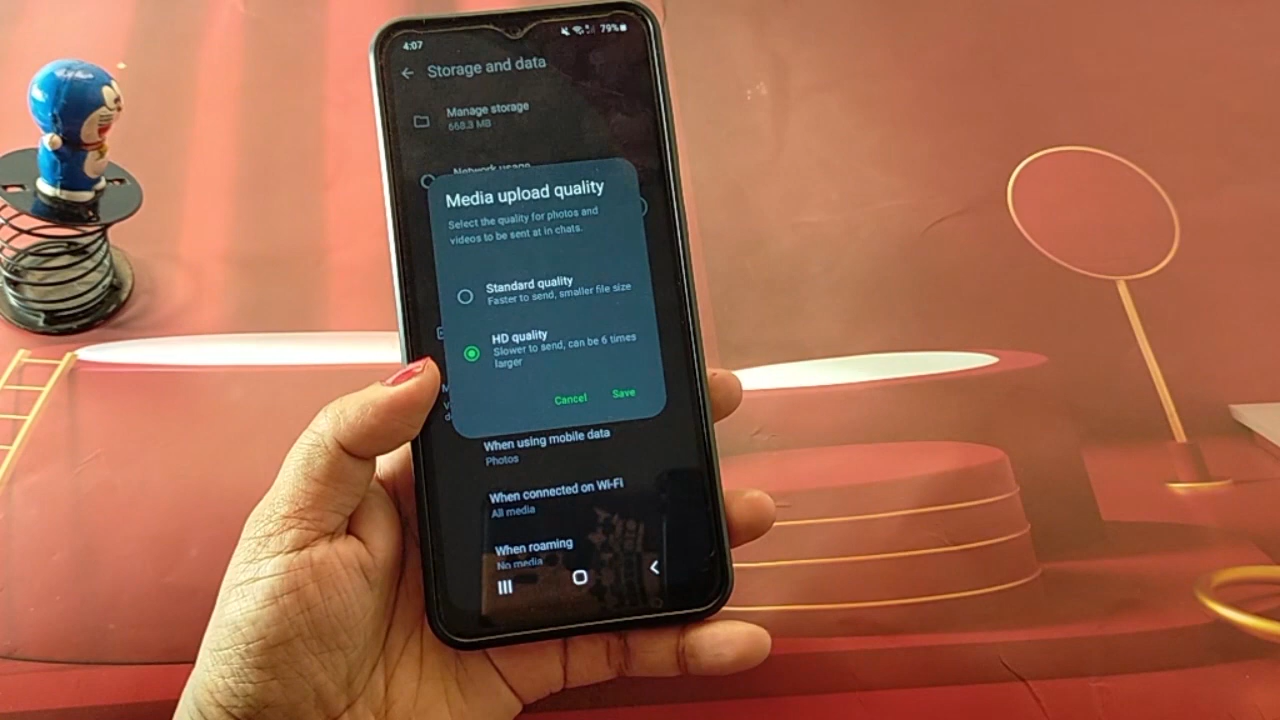 4:07
79%
Storage and data
Manage storage
668.3 MB
Network usage
Media upload quality
Select the quality for photos and
videos to be sent at in chats.
Standard quality
Faster to send, smaller file size
HD quality
Slower to send, can be 6 times
larger
Cancel
Save
When using mobile data
Photos
When connected on Wi-Fi
All media
When roaming
No media